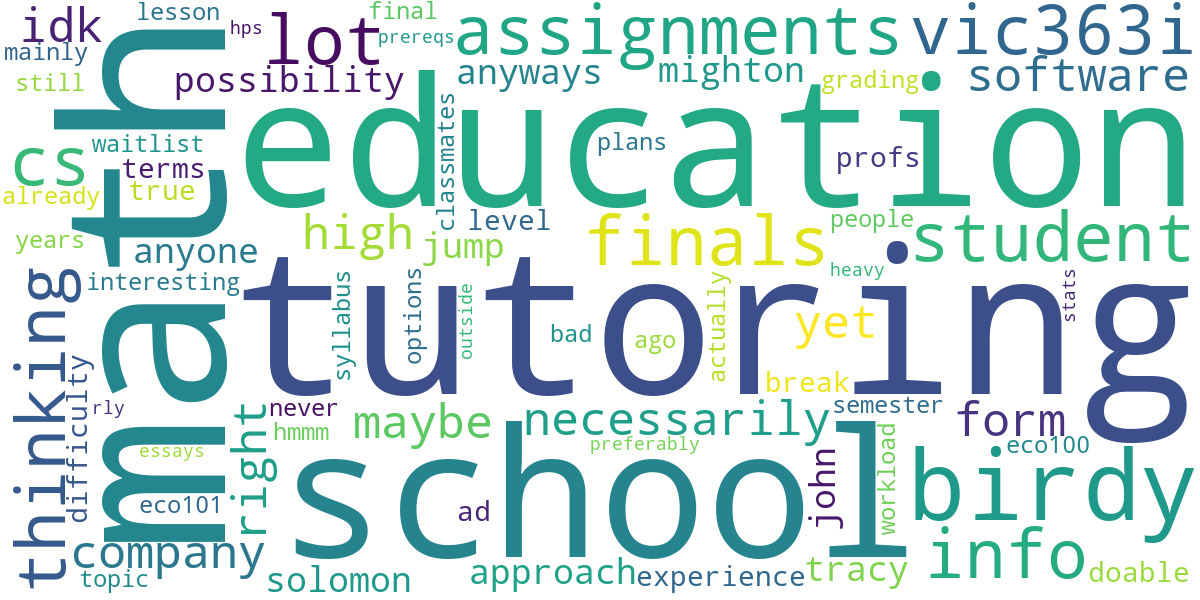 idk
lesson
hps
final
prereqs
lot
assignments
vic363i
mainly
still
possibility
anyways
mighton
grading
software
math
education
waitlist
cs
terms
already
true
classmates
plans
profs
years
anyone
high
level
jump
finals
people
student
interesting
thinking
tutoring
syllabus
options
outside
bad
ago
actually
heavy
stats
yet
break
difficulty
rly
never
hmmm
maybe
necessarily
semester
form
preferably
eco100
essays
right
school
john
workload
birdy
eco101
ad
company
topic
solomon
approach
experience
tracy
info
doable